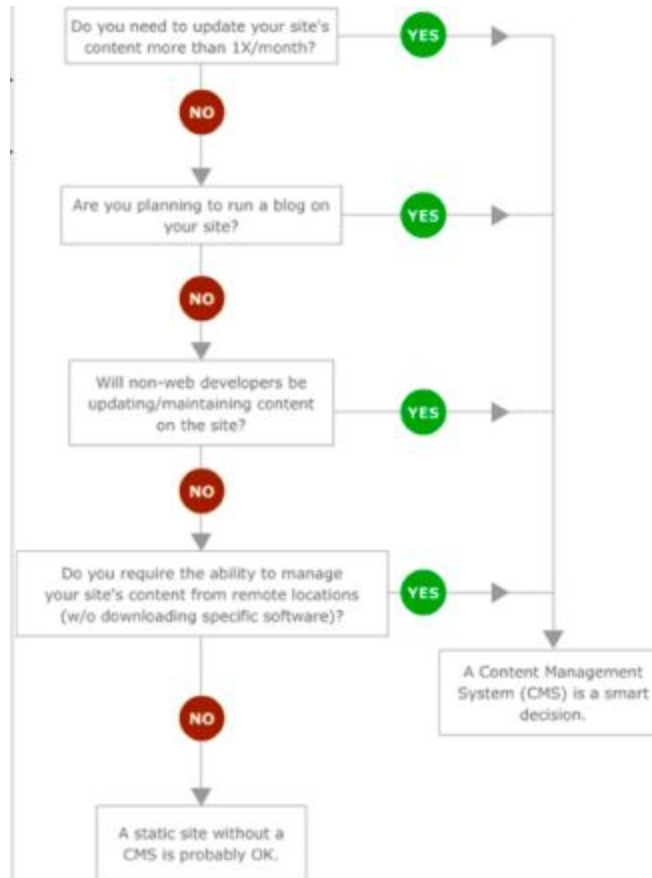 Do you need to update your site's
content more than 1X/month?
YES
NO
Are you planning to run a blog on
your site?
YES
NO
Will non-web developers be
updating/maintaining content
on the site?
YES
NO
Do you require the ability to manage
your site's content from remote locations
(w/o downloading specific software)?
YES
A Content Management
System (CMS) is a smart
decision.
NO
A static site without a
CMS is probably OK.